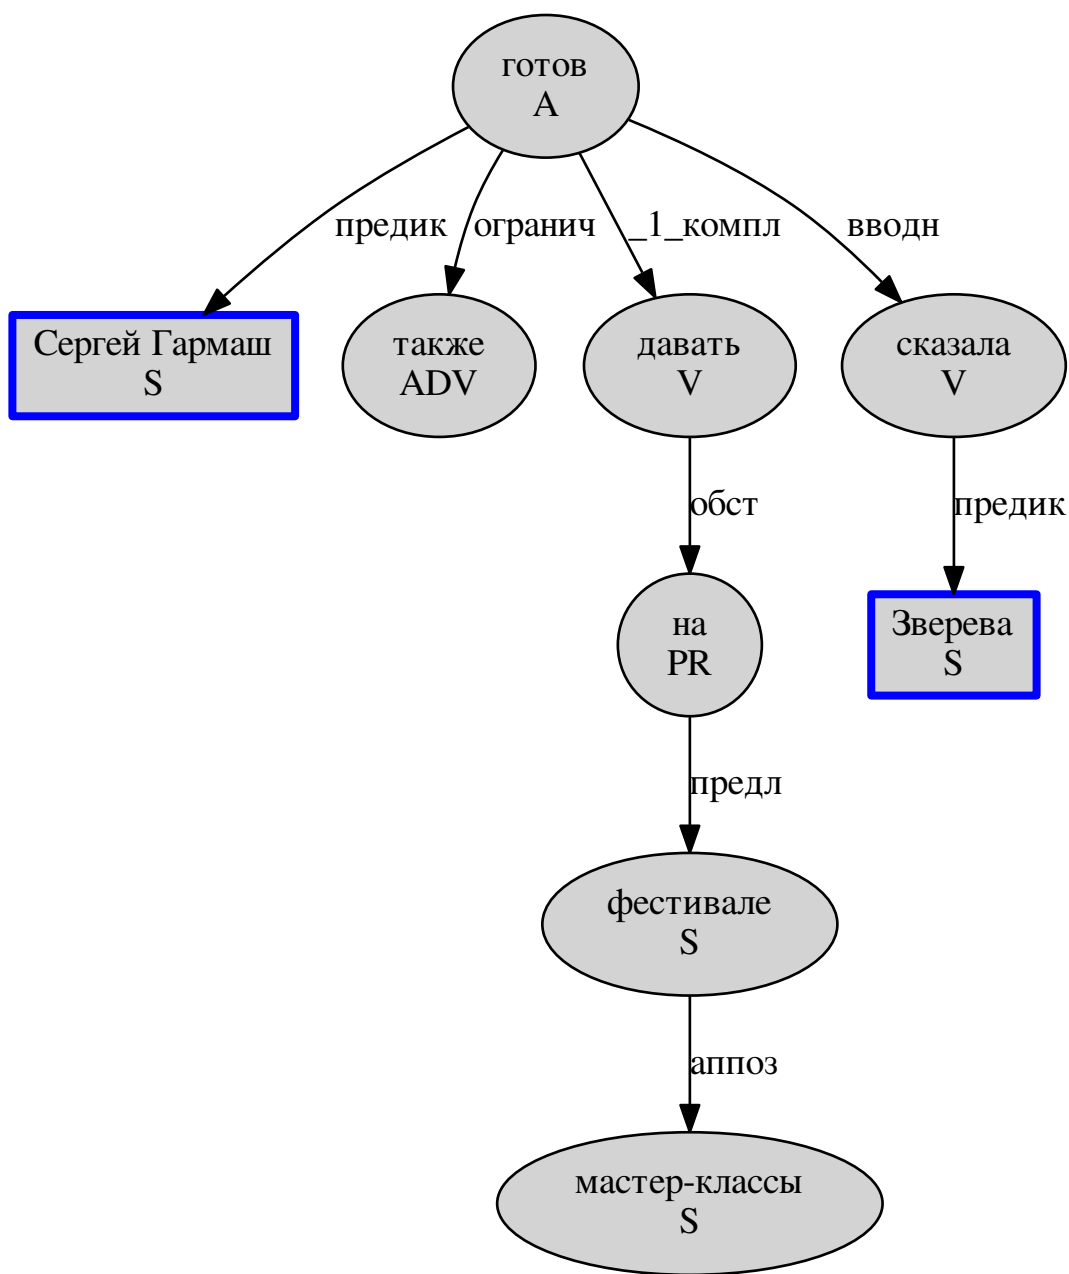 готов
A
предик
огранич
_1_компл
вводн
Сергей Гармаш
S
также
ADV
давать
V
сказала
V
обст
предик
на
PR
Зверева
S
предл
фестивале
S
аппоз
мастер-классы
S